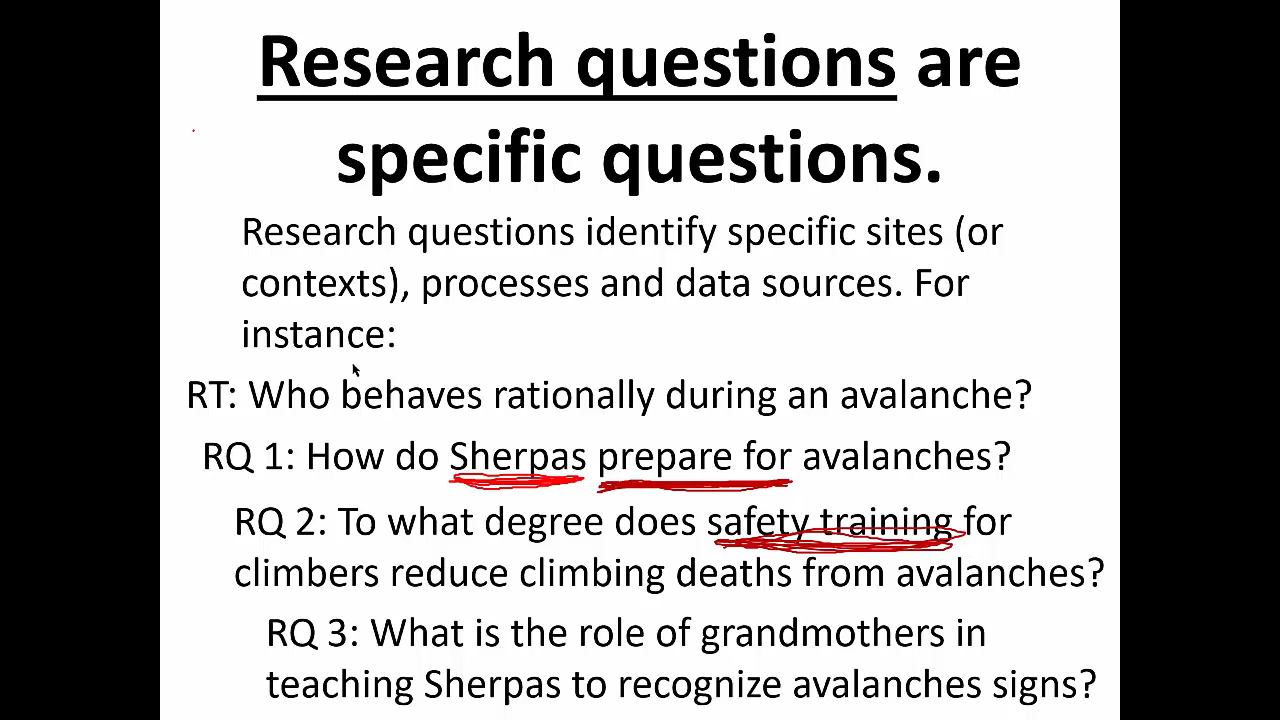 Research questions are
specific questions.
Research questions identify specific sites (or
contexts), processes and data sources. For
instance:
RT: Who behaves rationally during an avalanche?
RQ 1: How do Sherpas prepare for avalanches?
RQ 2: To what degree does safety training for
climbers reduce climbing deaths from avalanches?
RQ 3: What is the role of grandmothers in
teaching Sherpas to recognize avalanches signs?